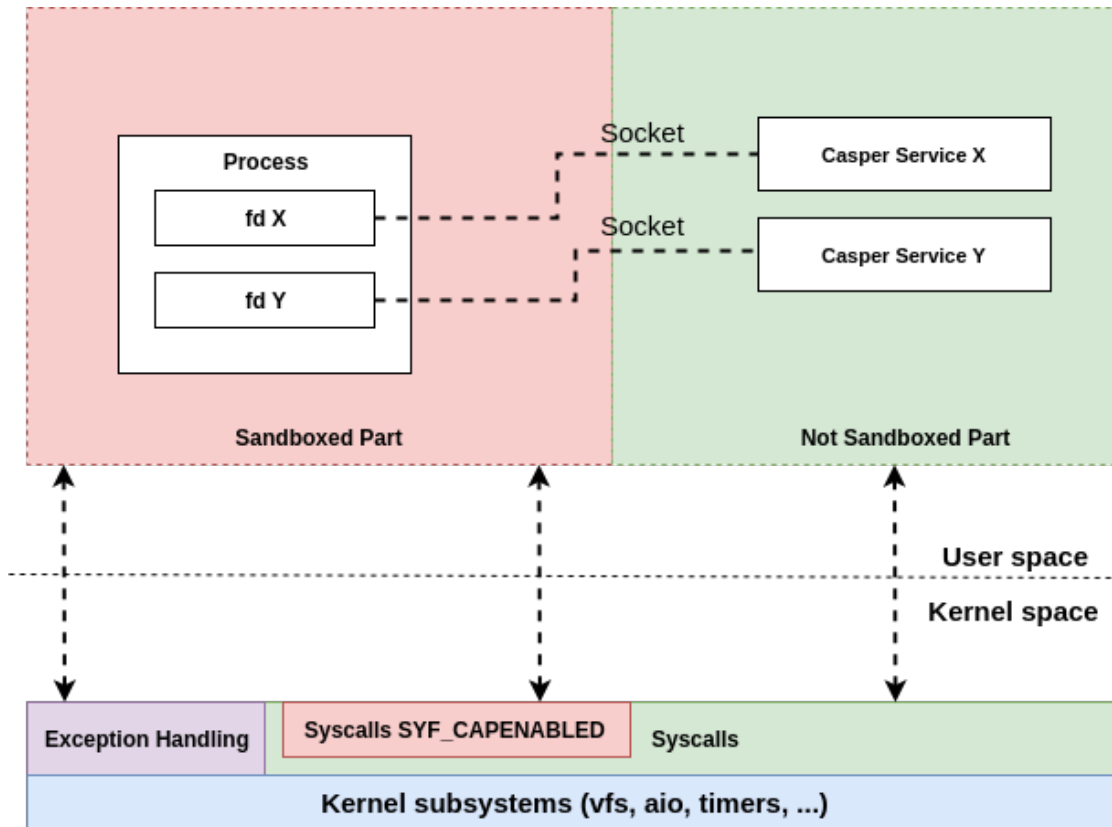 Socket
Casper Service X
Process
fd X
Socket
Casper Service Y
fd Y
Sandboxed Part
Not Sandboxed Part
User space
Kernel space
Exception Handling
Syscalls SYF_CAPENABLED
Syscalls
Kernel subsystems (vfs, aio, timers, ...)